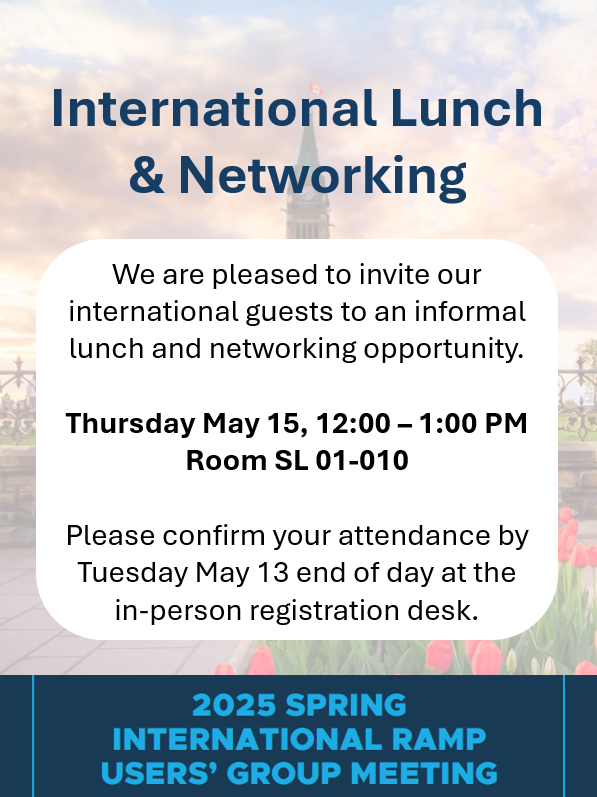 International Lunch
& Networking
We are pleased to invite our
international guests to an informal
lunch and networking opportunity.
Thursday May 15, 12:00 – 1:00 PM
Room SL 01-010
Please confirm your attendance by
Tuesday May 13 end of day at the
in-person registration desk.
2025 SPRING
INTERNATIONAL RAMP
USERS’ GROUP MEETING